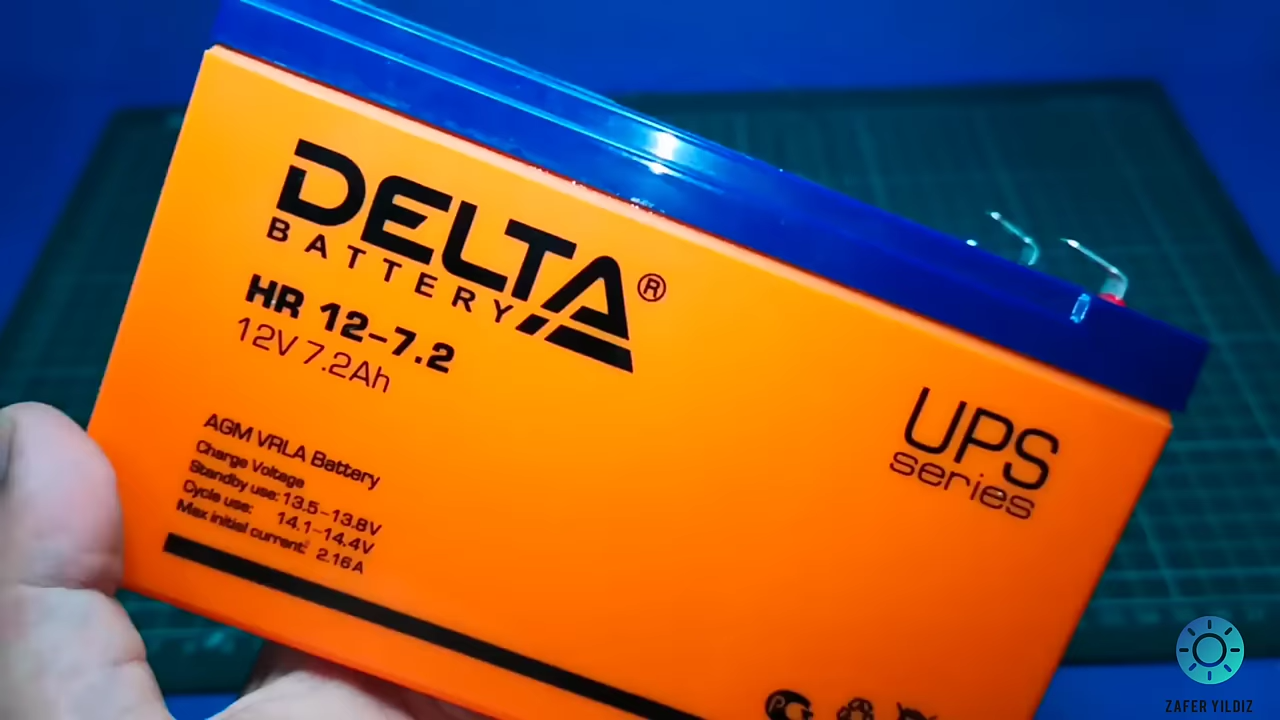 DELTA®
BATTERY
HR 12-7.2
12V 7.2Ah
AGM VRLA Battery
Charge Voltage
Standby use: 13.5-13.8V
Cycle use: 14.1-14.4V
Max initial current: 2.16A
UPS
series
ZAFER YILDIZ